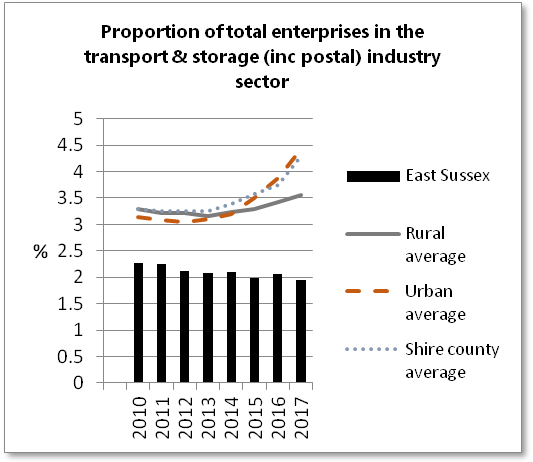 Proportion of total enterprises in the
transport & storage (inc postal) industry
sector
5
4.5
4
3.5
3
2.5
2
1.5
1
0.5
0
%
2010
2011
2012
2013
2014
2015
2016
2017
East Sussex
Rural
average
Urban
average
Shire county
average